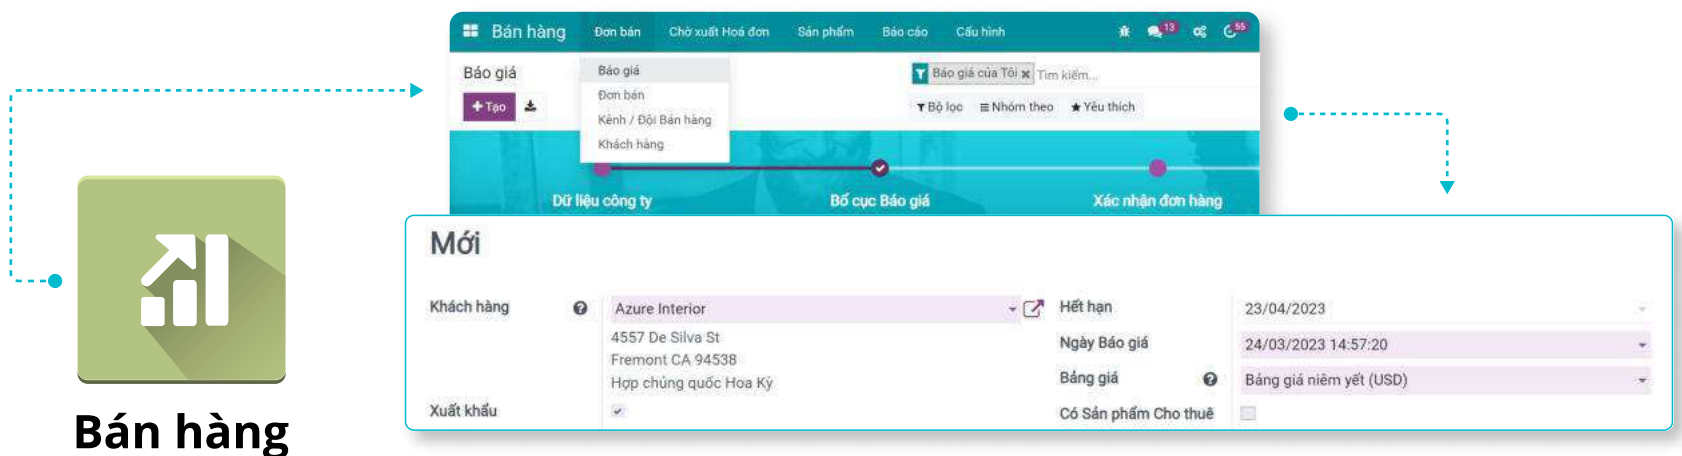 Bán hàng
Đơn bán
Chờ xuất Hoá đơn
Sản phẩm
Báo cáo
Cấu hình
13
55
Báo giá
Báo giá
Đơn bán
Kênh / Đội Bán hàng
Khách hàng
Báo giá của Tôi
Tìm kiếm...
Tạo
Bộ lọc
Nhóm theo
Yêu thích
Dữ liệu công ty
Bố cục Báo giá
Xác nhận đơn hàng
Mới
Khách hàng
Azure Interior
4557 De Silva St
Fremont CA 94538
Hợp chủng quốc Hoa Kỳ
Xuất khẩu
Hết hạn
23/04/2023
Ngày Báo giá
24/03/2023 14:57:20
Bảng giá
Bảng giá niêm yết (USD)
Có Sản phẩm Cho thuê
Bán hàng